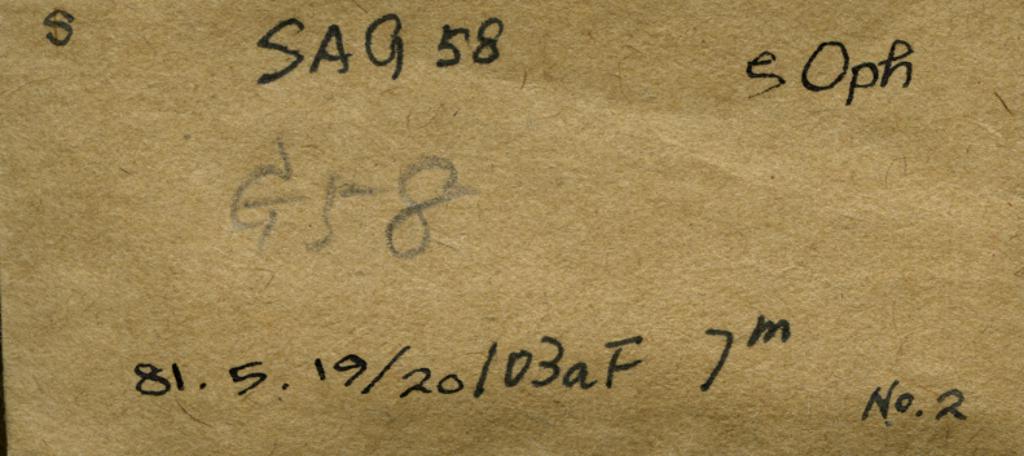 S SAG 58 s Oph
G58
81. 5. 19/20 103aF 7m
No. 2